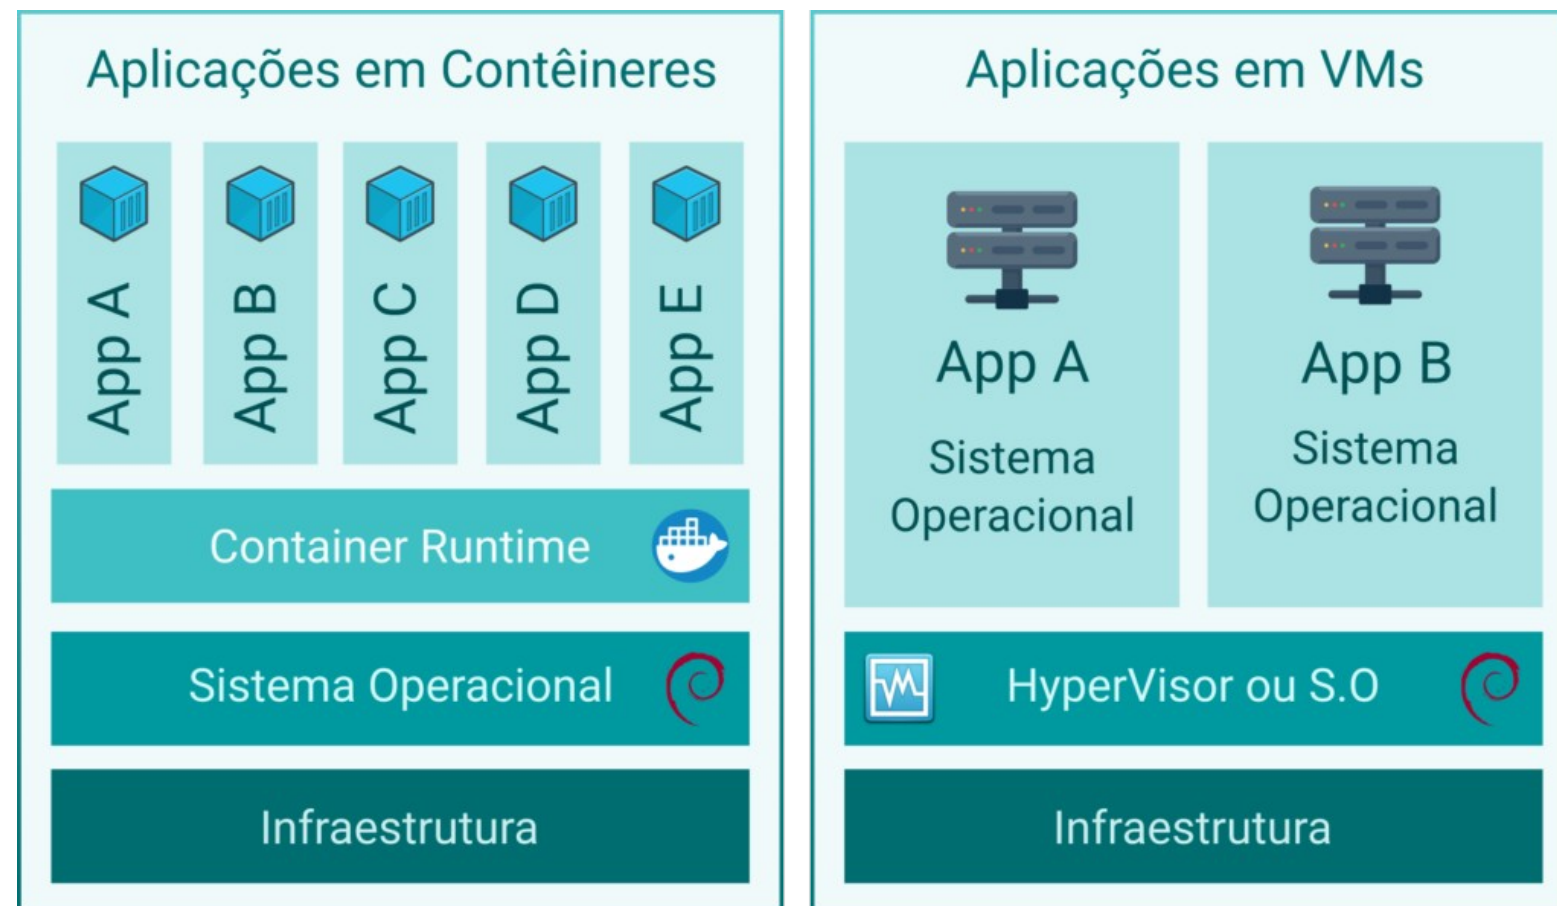 Aplicações em Contêineres
App A
App B
App C
App D
App E
Container Runtime
Sistema Operacional
Infraestrutura
Aplicações em VMs
App A
Sistema
Operacional
App B
Sistema
Operacional
HyperVisor ou S.O
Infraestrutura